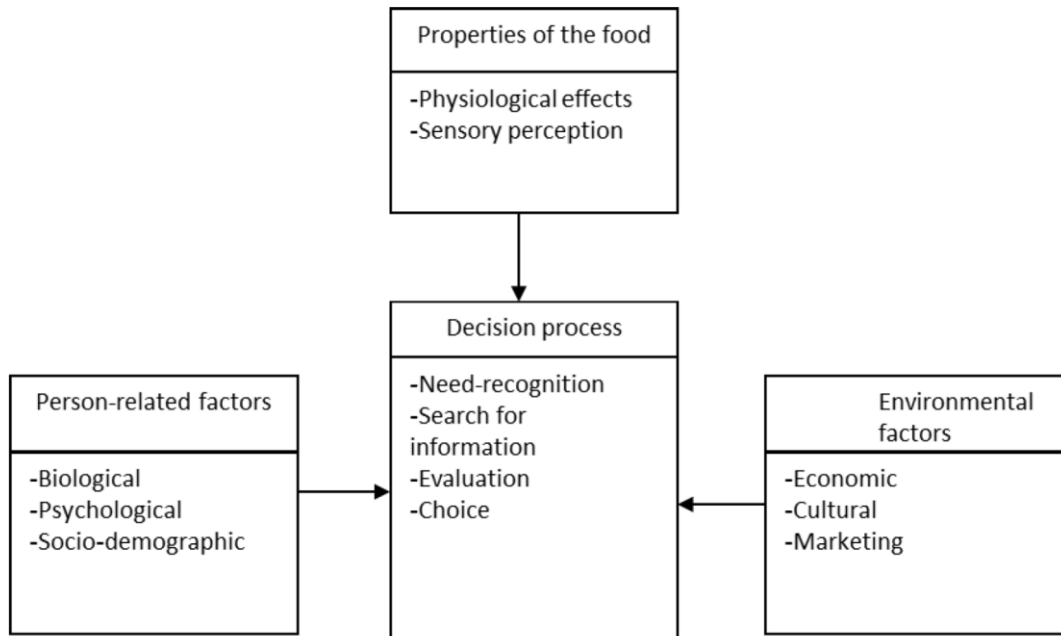 Properties of the food
-Physiological effects
-Sensory perception
Decision process
-Need-recognition
-Search for
information
-Evaluation
-Choice
Person-related factors
-Biological
-Psychological
-Socio-demographic
Environmental
factors
-Economic
-Cultural
-Marketing